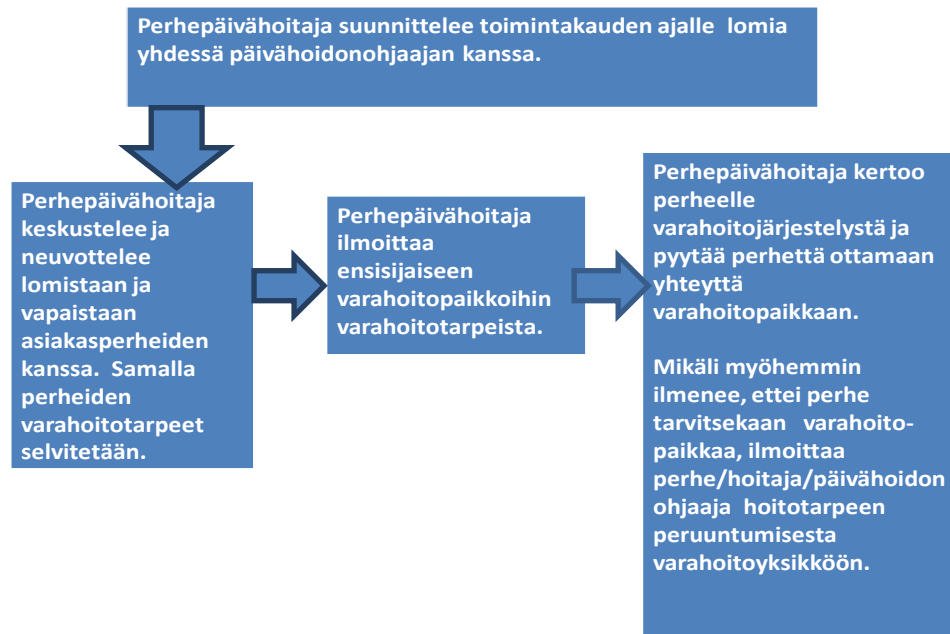 Perhepäivähoitaja suunnittelee toimintakauden ajalle lomia
yhdessä päivähoidonohjaajan kanssa.
Perhepäivähoitaja
keskustelee ja
neuvottelee
lomistaan ja
vapaistaan
asiakasperheiden
kanssa. Samalla
perheiden
varahoitotarpeet
selvitetään.
Perhepäivähoitaja
ilmoittaa
ensisijaiseen
varahoitopaikkoihin
varahoitotarpeista.
Perhepäivähoitaja kertoo
perheelle
varahoitojärjestelystä ja
pyytää perhettä ottamaan
yhteyttä
varahoitopaikkaan.
Mikäli myöhemmin
ilmenee, ettei perhe
tarvitsekaan varahoito-
paikkaa, ilmoittaa
perhe/hoitaja/päivähoidon
ohjaaja hoitotarpeen
peruuntumisesta
varahoitoyksikköön.